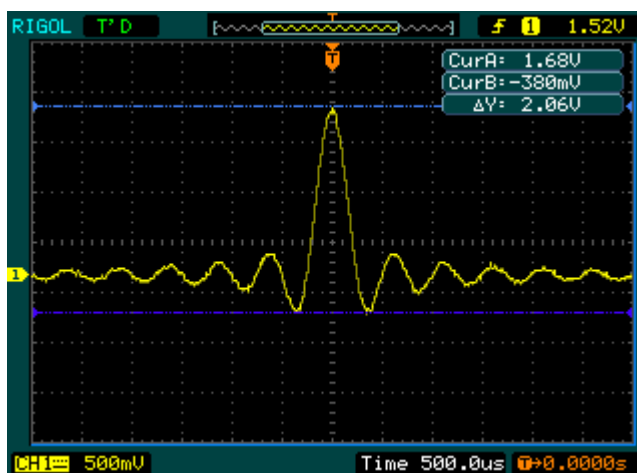 RIGOL T'D f 1 1.52V
T
CurA: 1.68V
CurB:-380mV
ΔY: 2.06V
1
CH1 500mV Time 500.0us T→0.0000s